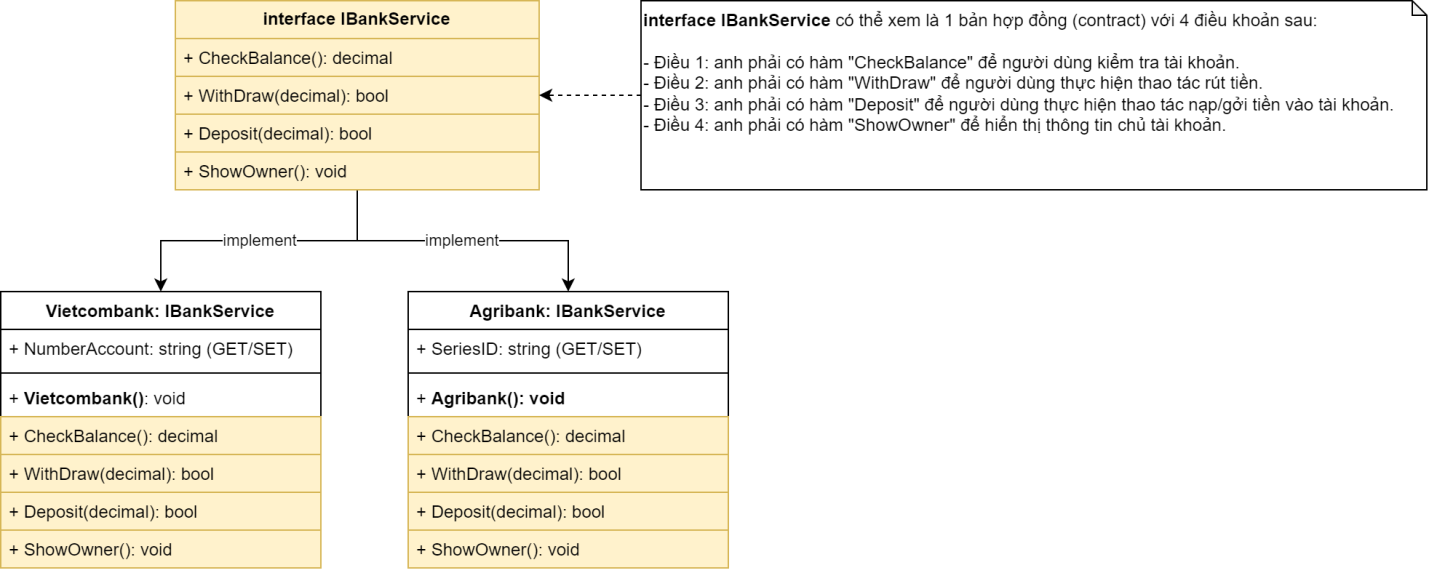 interface IBankService
+ CheckBalance(): decimal
+ WithDraw(decimal): bool
+ Deposit(decimal): bool
+ ShowOwner(): void
interface IBankService có thể xem là 1 bản hợp đồng (contract) với 4 điều khoản sau:
- Điều 1: anh phải có hàm "CheckBalance" để người dùng kiểm tra tài khoản.
- Điều 2: anh phải có hàm "WithDraw" để người dùng thực hiện thao tác rút tiền.
- Điều 3: anh phải có hàm "Deposit" để người dùng thực hiện thao tác nạp/gởi tiền vào tài khoản.
- Điều 4: anh phải có hàm "ShowOwner" để hiển thị thông tin chủ tài khoản.
implement
implement
Vietcombank: IBankService
+ NumberAccount: string (GET/SET)
+ Vietcombank(): void
+ CheckBalance(): decimal
+ WithDraw(decimal): bool
+ Deposit(decimal): bool
+ ShowOwner(): void
Agribank: IBankService
+ SeriesID: string (GET/SET)
+ Agribank(): void
+ CheckBalance(): decimal
+ WithDraw(decimal): bool
+ Deposit(decimal): bool
+ ShowOwner(): void